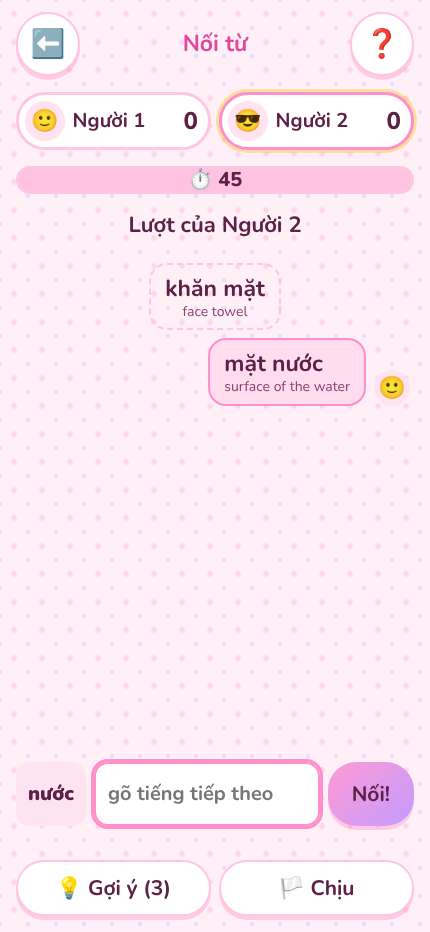 Nối từ
Người 1 0
Người 2 0
45
Lượt của Người 2
khăn mặt
face towel
mặt nước
surface of the water
nước
gõ tiếng tiếp theo
Nối!
Gợi ý (3)
Chịu